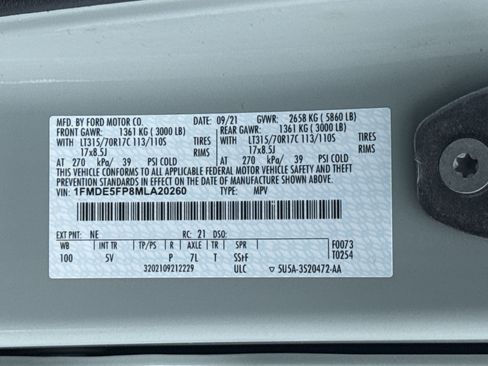 MFD. BY FORD MOTOR CO. DATE: 09/21 GVWR: 2658 KG ( 5860 LB)
FRONT GAWR: 1361 KG ( 3000 LB) REAR GAWR: 1361 KG ( 3000 LB)
WITH LT315/70R17C 113/110S TIRES WITH LT315/70R17C 113/110S TIRES
17x8.5J RIMS 17x8.5J RIMS
AT 270 kPa/ 39 PSI COLD AT 270 kPa/ 39 PSI COLD
THIS VEHICLE CONFORMS TO ALL APPLICABLE FEDERAL MOTOR VEHICLE
SAFETY, BUMPER, AND THEFT PREVENTION STANDARDS IN EFFECT ON THE DATE OF MANUFACTURE SHOWN ABOVE.
VIN: 1FMDE5FP8MLA20260 TYPE: MPV
EXT PNT: NE RC: 21 DSO:
WB INT TR TP/PS R AXLE TR SPR F0073
100 5V P 7L T SSrF T0254
3202109212229 ULC ▽ 5U5A-3520472-AA